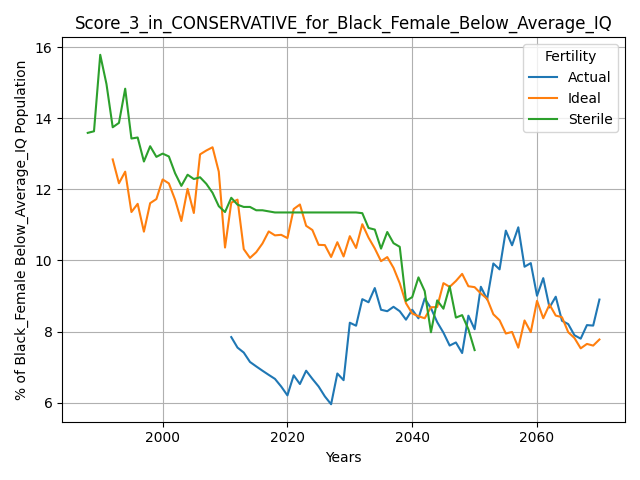 Score_3_in_CONSERVATIVE_for_Black_Female_Below_Average_IQ
% of Black_Female Below_Average_IQ Population
16
14
12
10
8
6
2000
2020
2040
2060
Years
Fertility
Actual
Ideal
Sterile